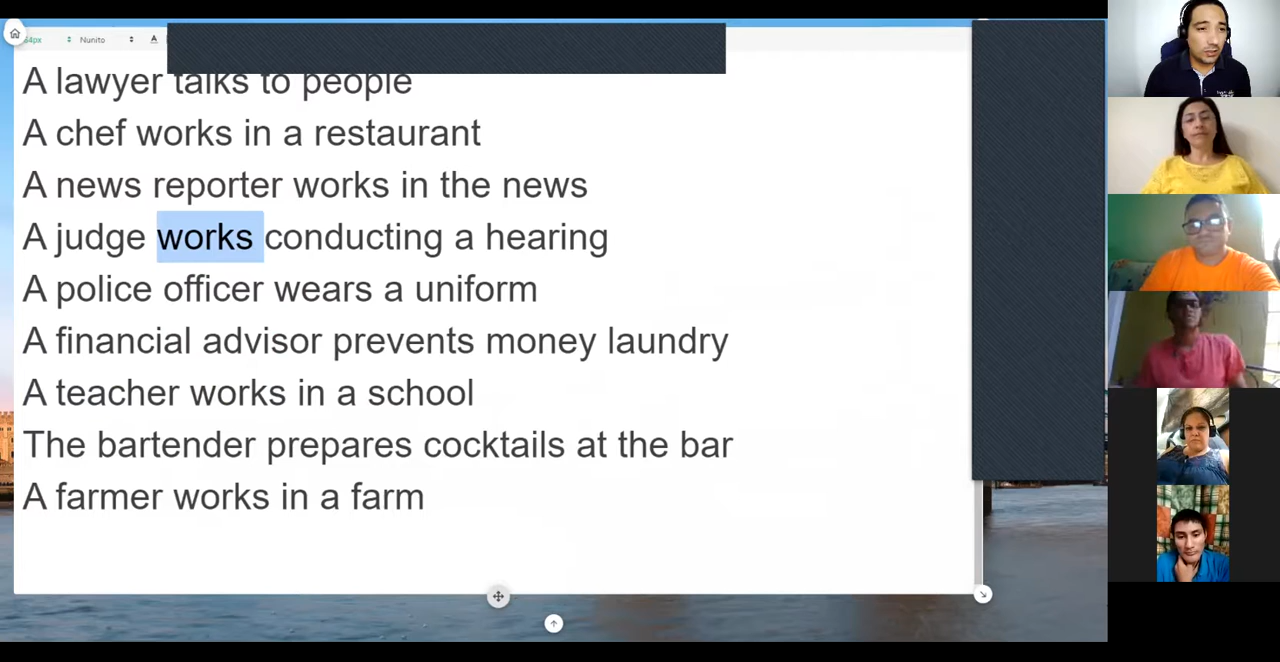 Nunito A
A lawyer talks to people
A chef works in a restaurant
A news reporter works in the news
A judge works conducting a hearing
A police officer wears a uniform
A financial advisor prevents money laundry
A teacher works in a school
The bartender prepares cocktails at the bar
A farmer works in a farm